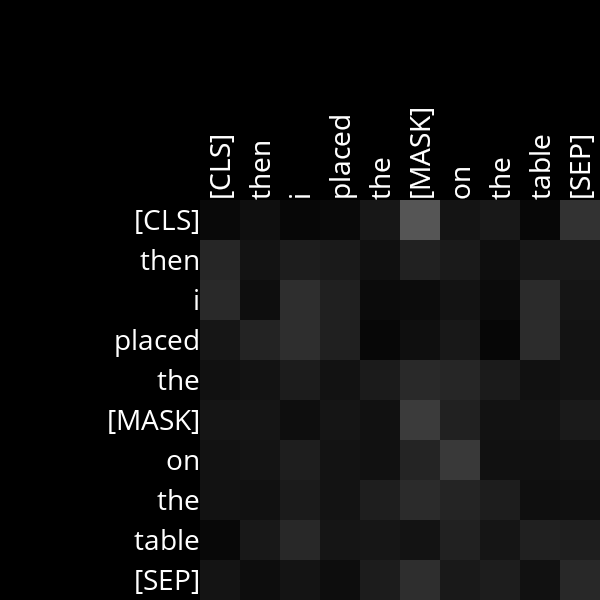 [CLS] then i placed the [MASK] on the table [SEP]
[CLS]
then
i
placed
the
[MASK]
on
the
table
[SEP]